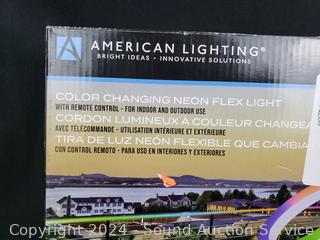 AMERICAN LIGHTING®
BRIGHT IDEAS • INNOVATIVE SOLUTIONS
COLOR CHANGING NEON FLEX LIGHT
WITH REMOTE CONTROL - FOR INDOOR AND OUTDOOR USE
CORDON LUMINEUX À COULEUR CHANGEA
AVEC TÉLÉCOMMANDE - UTILISATION INTÉRIEURE ET EXTÉRIEURE
TIRA DE LUZ NEÓN FLEXIBLE QUE CAMBIA
CON CONTROL REMOTO - PARA USO EN INTERIORES Y EXTERIORES
Copyright 2024 - Sound Auction Service